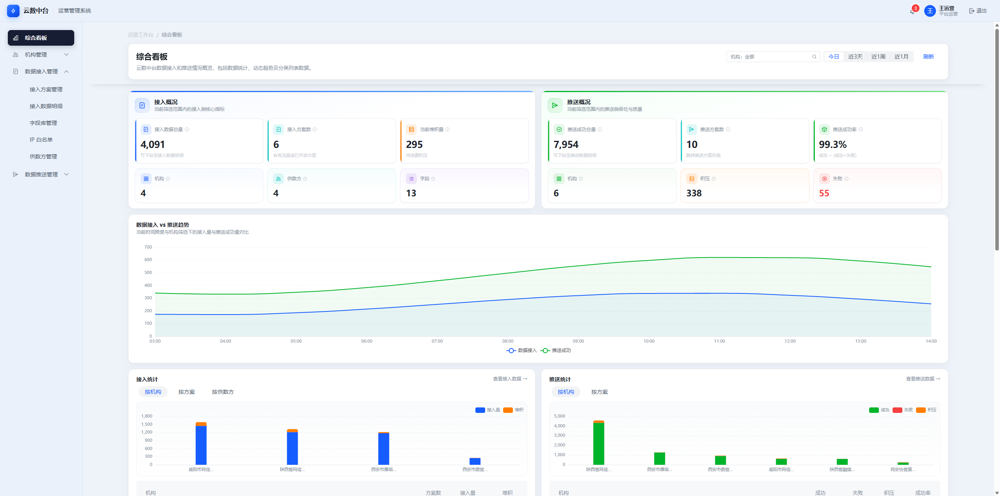 云数中台 运营管理系统
3 王 王运营 平台运营 退出
综合看板
机构管理
数据接入管理
接入方案管理
接入数据明细
字段库管理
IP 白名单
供数方管理
数据推送管理
运营工作台 / 综合看板
综合看板
云数中台数据接入和推送情况概览，包括数据统计、动态趋势及分类列表数据。
机构：全部
今日 近3天 近1周 近1月 刷新
接入概况
当前筛选范围内的接入侧核心指标
接入数据总量
4,091
可下钻至接入数据明细
接入方案数
6
含有流量或已开启方案
当前堆积量
295
待消费积压
机构
4
供数方
4
字段
13
推送概况
当前筛选范围内的推送侧吞吐与质量
推送成功总量
7,954
可下钻至推送数据明细
推送方案数
10
跳转推送方案列表
推送成功率
99.3%
成功 ÷ (成功+失败)
机构
6
积压
338
失败
55
数据接入 vs 推送趋势
当前时间跨度与机构筛选下的接入量与推送成功量对比
700
600
500
400
300
200
100
0
03:00 04:00 05:00 06:00 07:00 08:00 09:00 10:00 11:00 12:00 13:00 14:00
数据接入 推送成功
接入统计
查看接入数据 →
按机构 按方案 按供数方
接入量 堆积
1,800
1,500
1,200
900
600
300
0
咸阳市网信... 陕西省网信... 西安市雁塔... 西安市委宣...
机构 方案数 接入量 堆积
推送统计
查看推送数据 →
按机构 按方案
成功 失败 积压
5,000
4,000
3,000
2,000
1,000
0
陕西省网信... 西安市雁塔... 西安市委宣... 咸阳市网信... 陕西省融媒... 网安协查第...
机构 成功 失败 积压 成功率